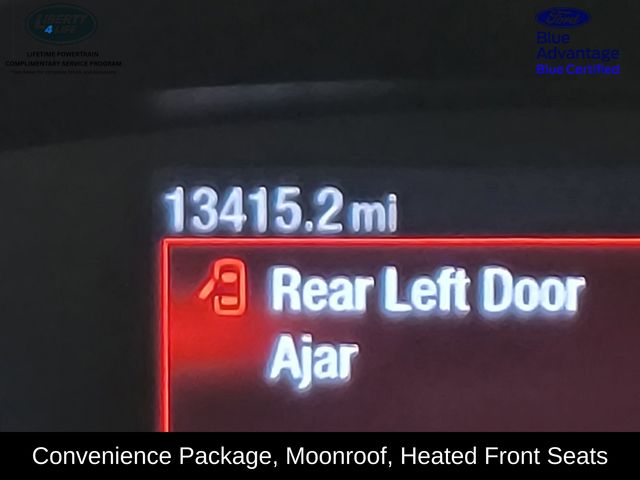 LIBERTY
4 LIFE
LIFETIME POWERTRAIN
COMPLIMENTARY SERVICE PROGRAM
Ford
Blue
Advantage
Blue Certified
13415.2 mi
Rear Left Door
Ajar
Convenience Package, Moonroof, Heated Front Seats